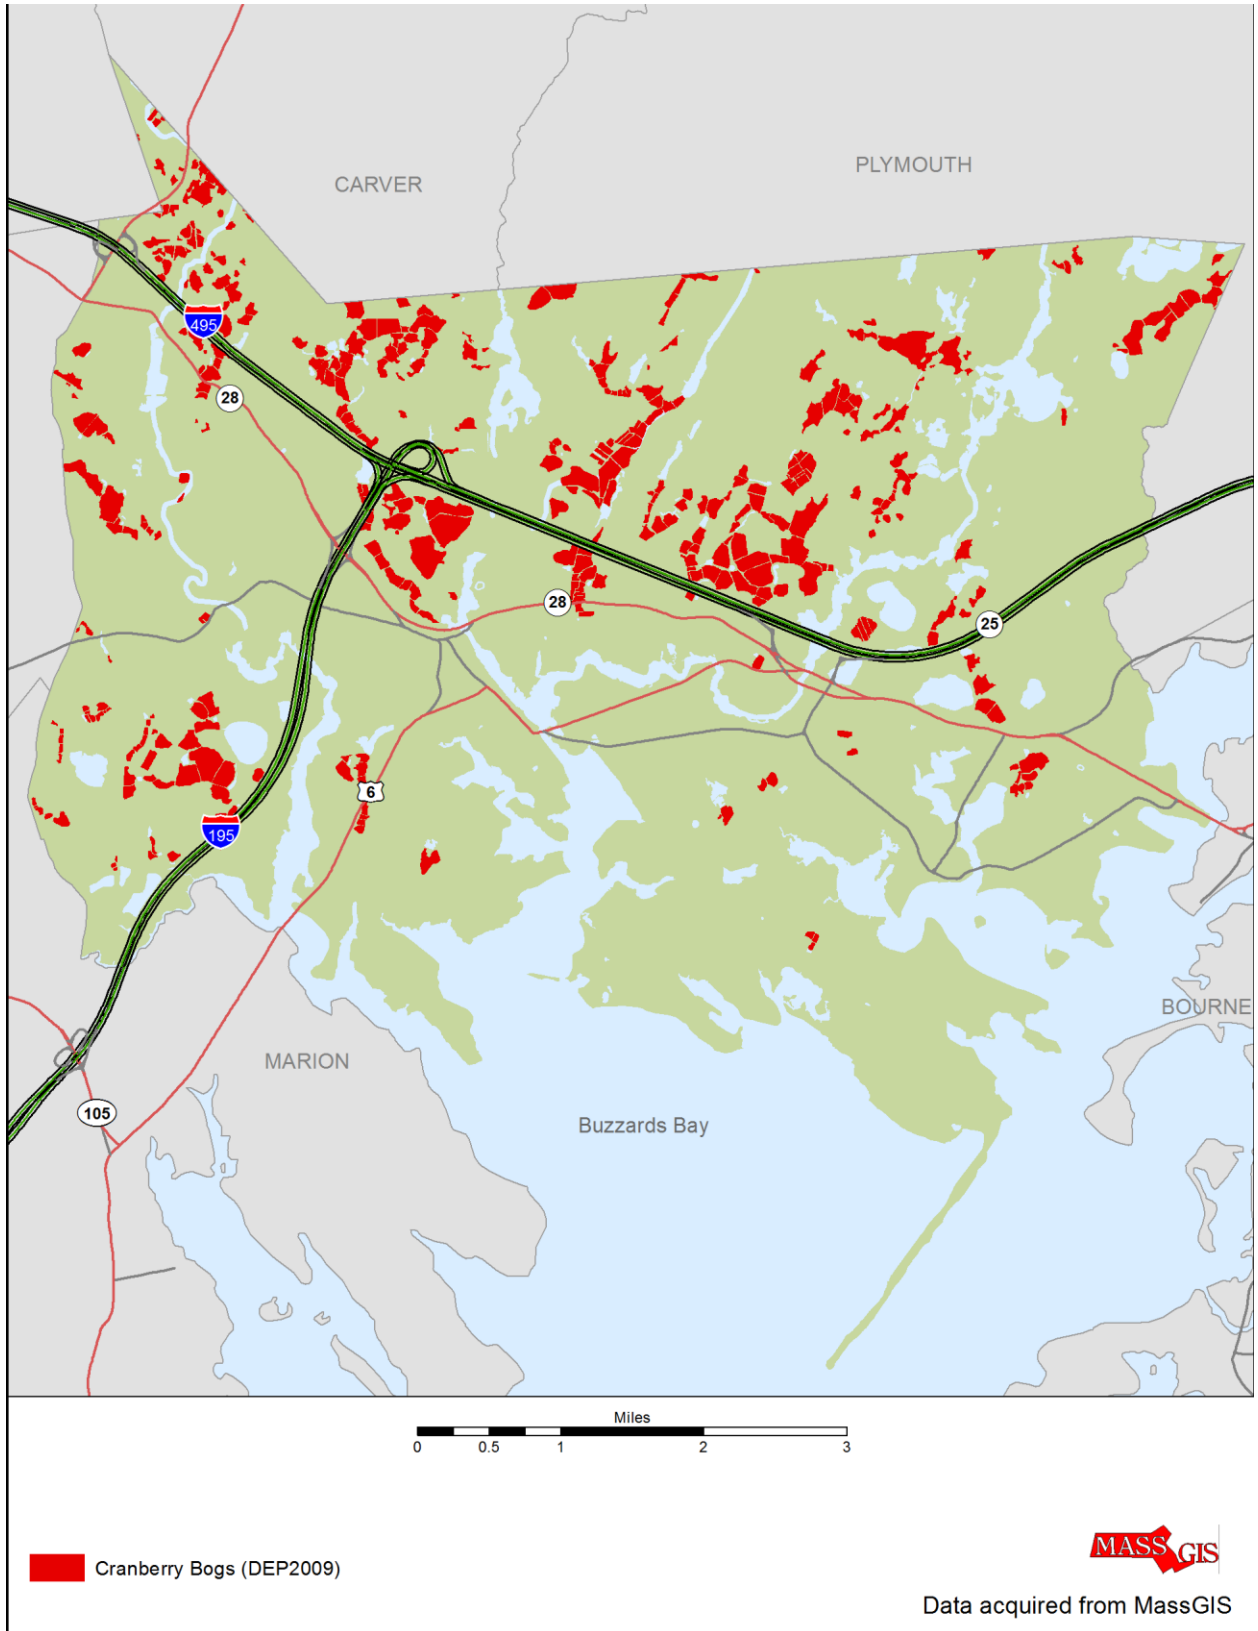 PLYMOUTH
CARVER
495
28
28
25
6
195
BOURNE
MARION
105
Buzzards Bay
Miles
0 0.5 1 2 3
MASS GIS
Cranberry Bogs (DEP2009)
Data acquired from MassGIS